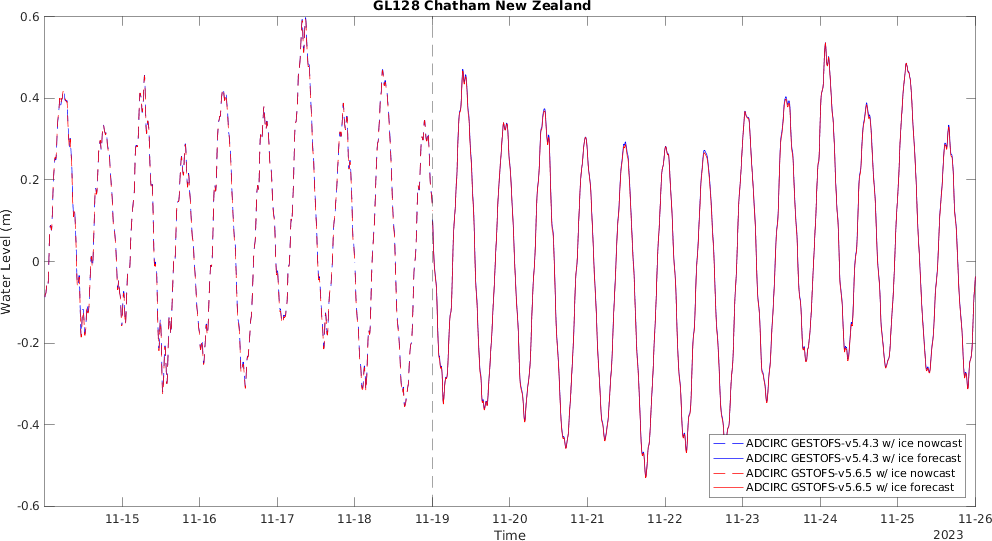 GL128 Chatham New Zealand
0.6
0.4
0.2
0
-0.2
-0.4
-0.6
Water Level (m)
11-15 11-16 11-17 11-18 11-19 11-20 11-21 11-22 11-23 11-24 11-25 11-26
Time
2023
ADCIRC GESTOFS-v5.4.3 w/ ice nowcast
ADCIRC GESTOFS-v5.4.3 w/ ice forecast
ADCIRC GSTOFS-v5.6.5 w/ ice nowcast
ADCIRC GSTOFS-v5.6.5 w/ ice forecast